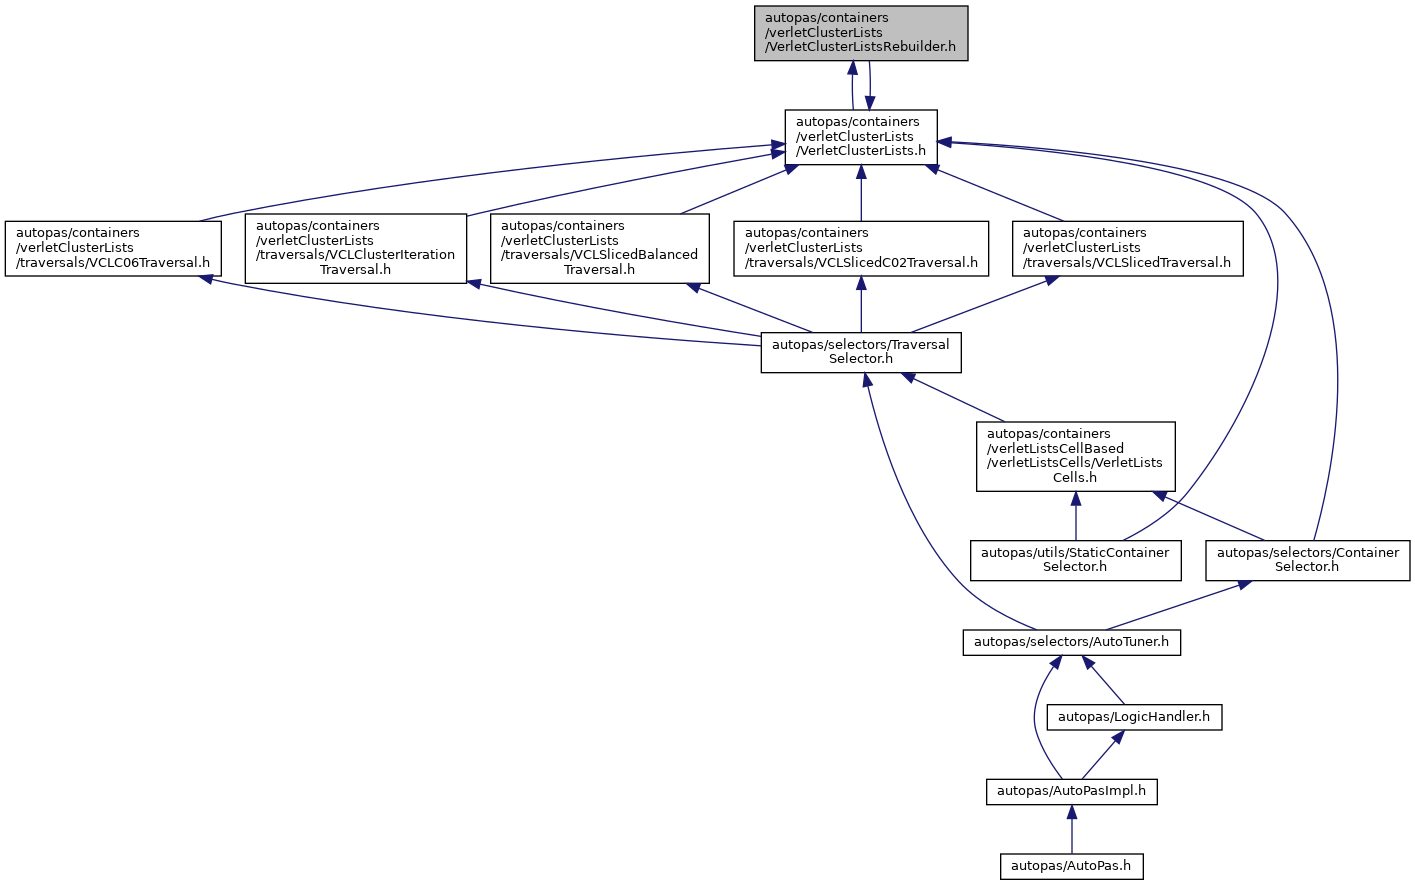 autopas/containers
/verletClusterLists
/VerletClusterListsRebuilder.h
autopas/containers
/verletClusterLists
/VerletClusterLists.h
autopas/containers
/verletClusterLists
/traversals/VCLC06Traversal.h
autopas/containers
/verletClusterLists
/traversals/VCLClusterIteration
Traversal.h
autopas/containers
/verletClusterLists
/traversals/VCLSlicedBalanced
Traversal.h
autopas/containers
/verletClusterLists
/traversals/VCLSlicedC02Traversal.h
autopas/containers
/verletClusterLists
/traversals/VCLSlicedTraversal.h
autopas/selectors/Traversal
Selector.h
autopas/containers
/verletListsCellBased
/verletListsCells/VerletLists
Cells.h
autopas/utils/StaticContainer
Selector.h
autopas/selectors/Container
Selector.h
autopas/selectors/AutoTuner.h
autopas/LogicHandler.h
autopas/AutoPasImpl.h
autopas/AutoPas.h